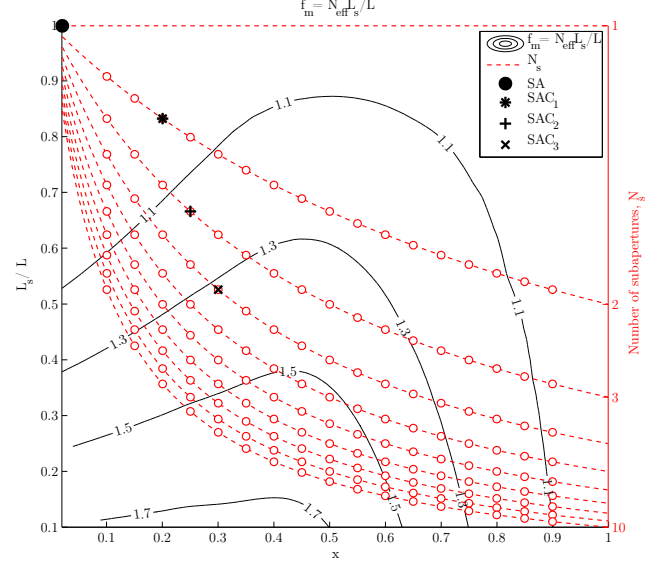 f_m = N_eff L_s/L
f_m = N_eff L_s/L
N_s
SA
SAC_1
SAC_2
SAC_3
1
0.9
0.8
0.7
0.6
0.5
0.4
0.3
0.2
0.1
L_s / L
0.1 0.2 0.3 0.4 0.5 0.6 0.7 0.8 0.9 1
x
1
2
3
10
Number of subapertures, N_s
1.1
1.1
1.1
1.1
1.1
1.3
1.3
1.3
1.5
1.5
1.5
1.5
1.7
1.7